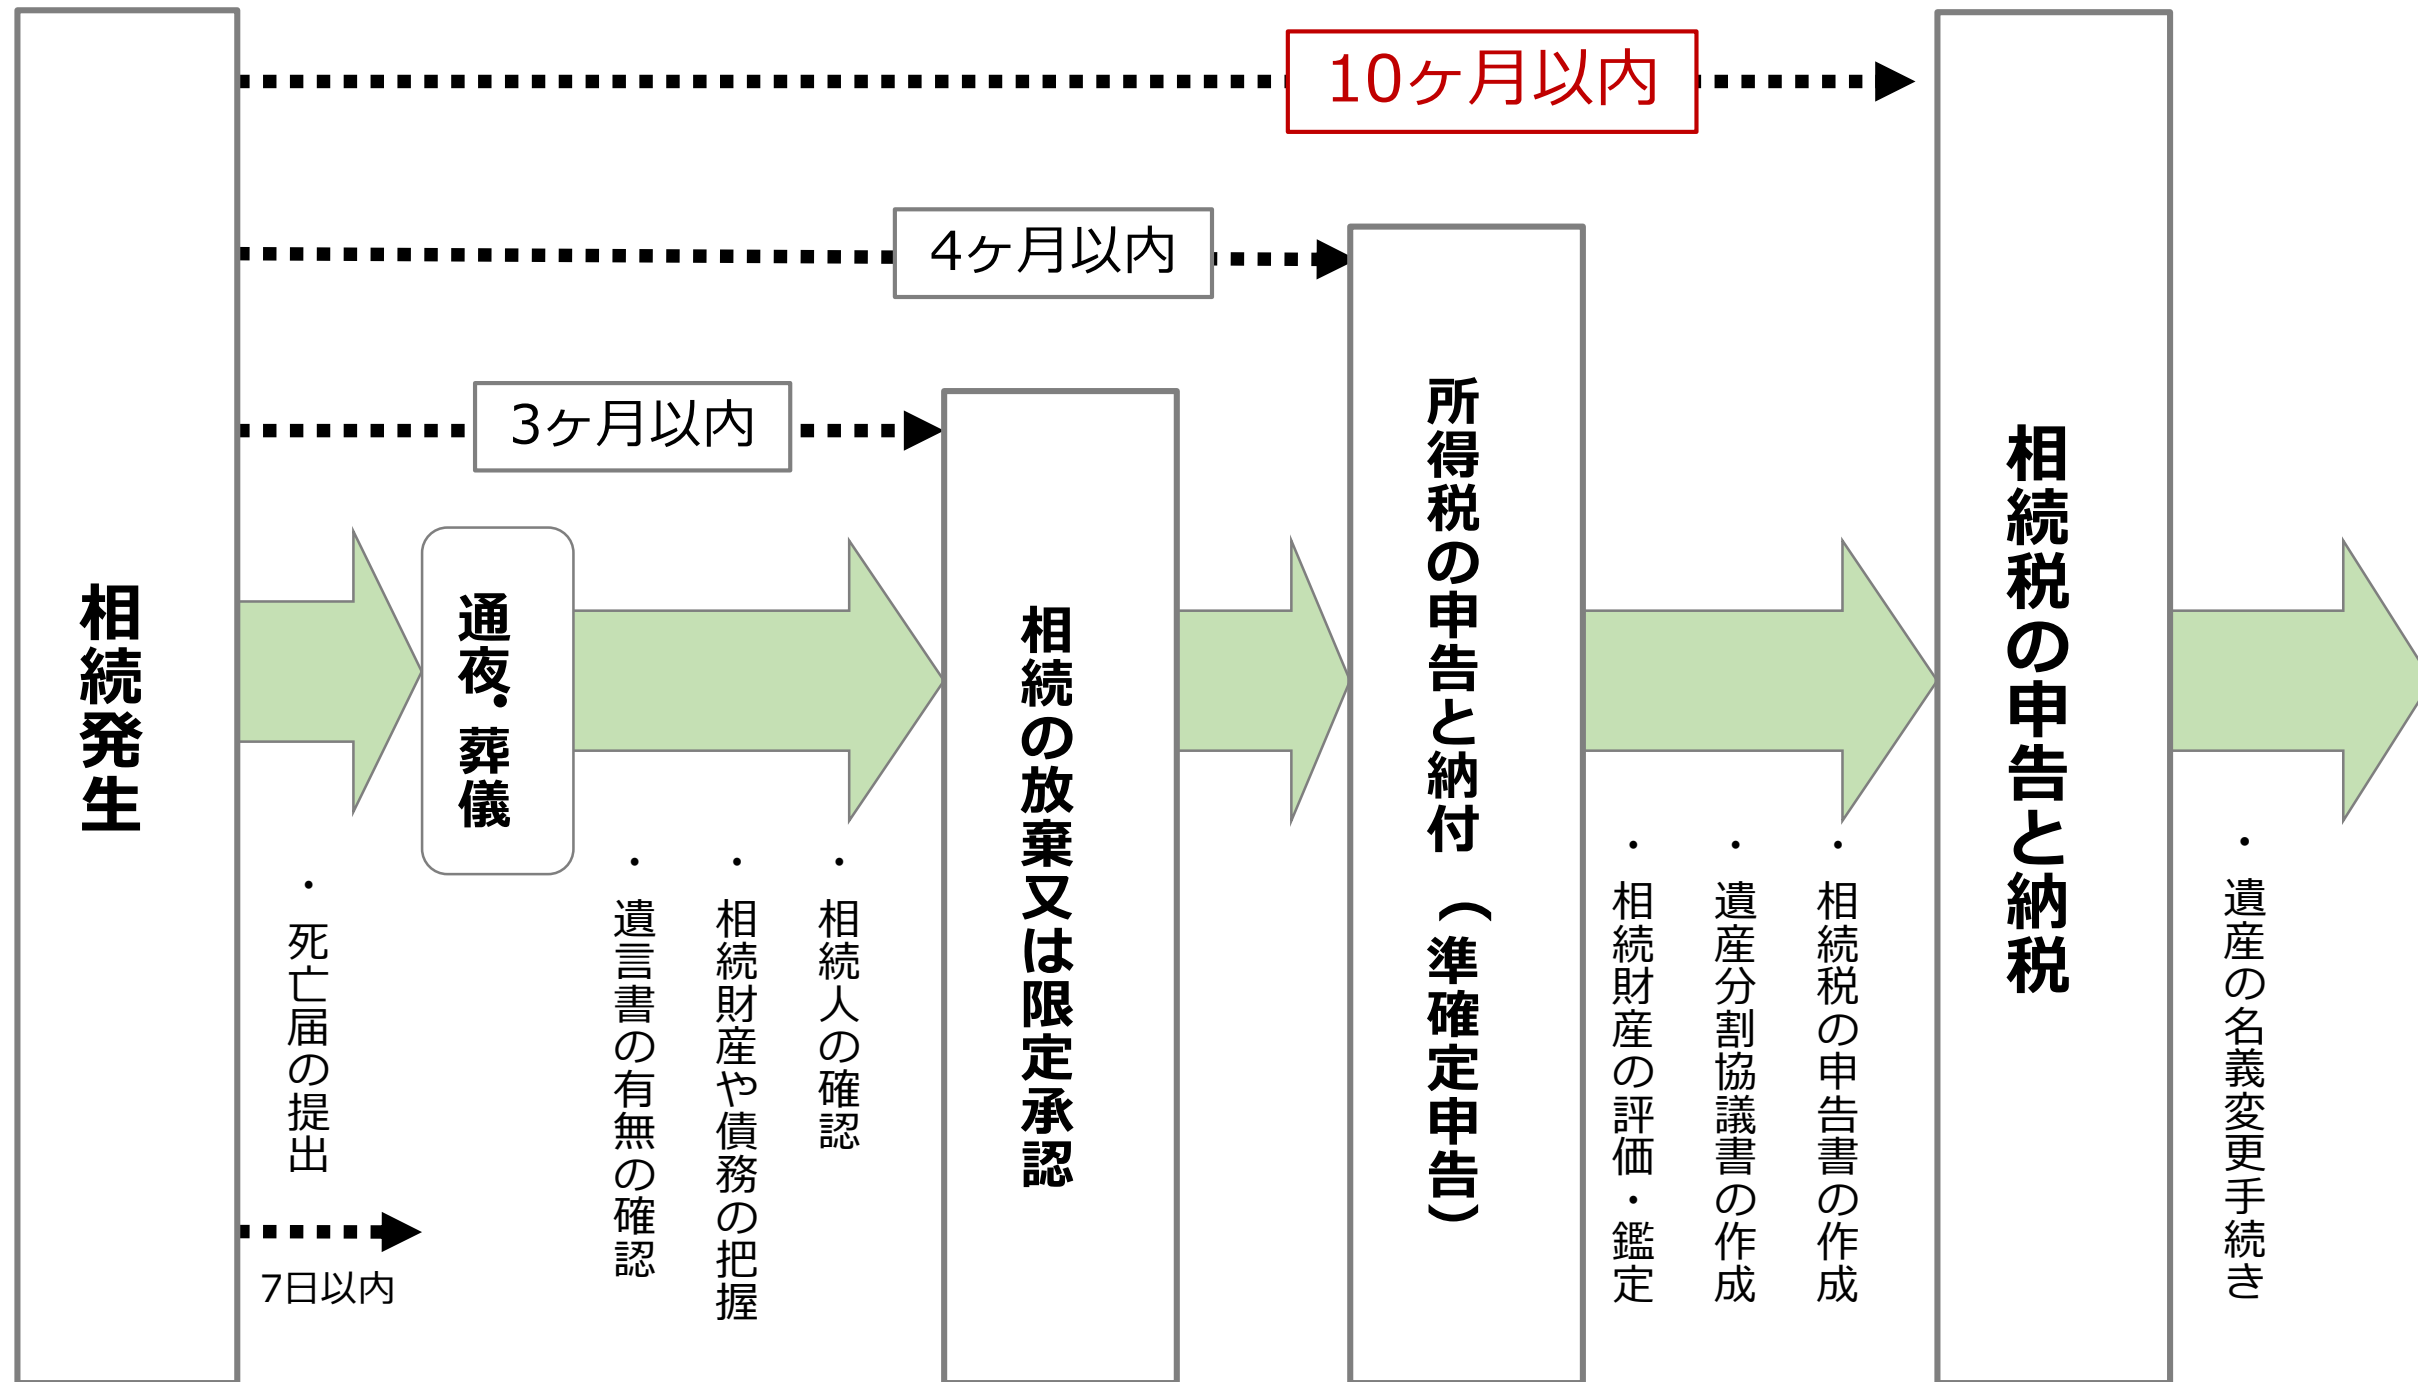 10ヶ月以内
4ヶ月以内
3ヶ月以内
相続発生
・死亡届の提出
7日以内
通夜・葬儀
・遺言書の有無の確認
・相続財産や債務の把握
・相続人の確認
相続の放棄又は限定承認
所得税の申告と納付（準確定申告）
・相続財産の評価・鑑定
・遺産分割協議書の作成
・相続税の申告書の作成
相続税の申告と納税
・遺産の名義変更手続き